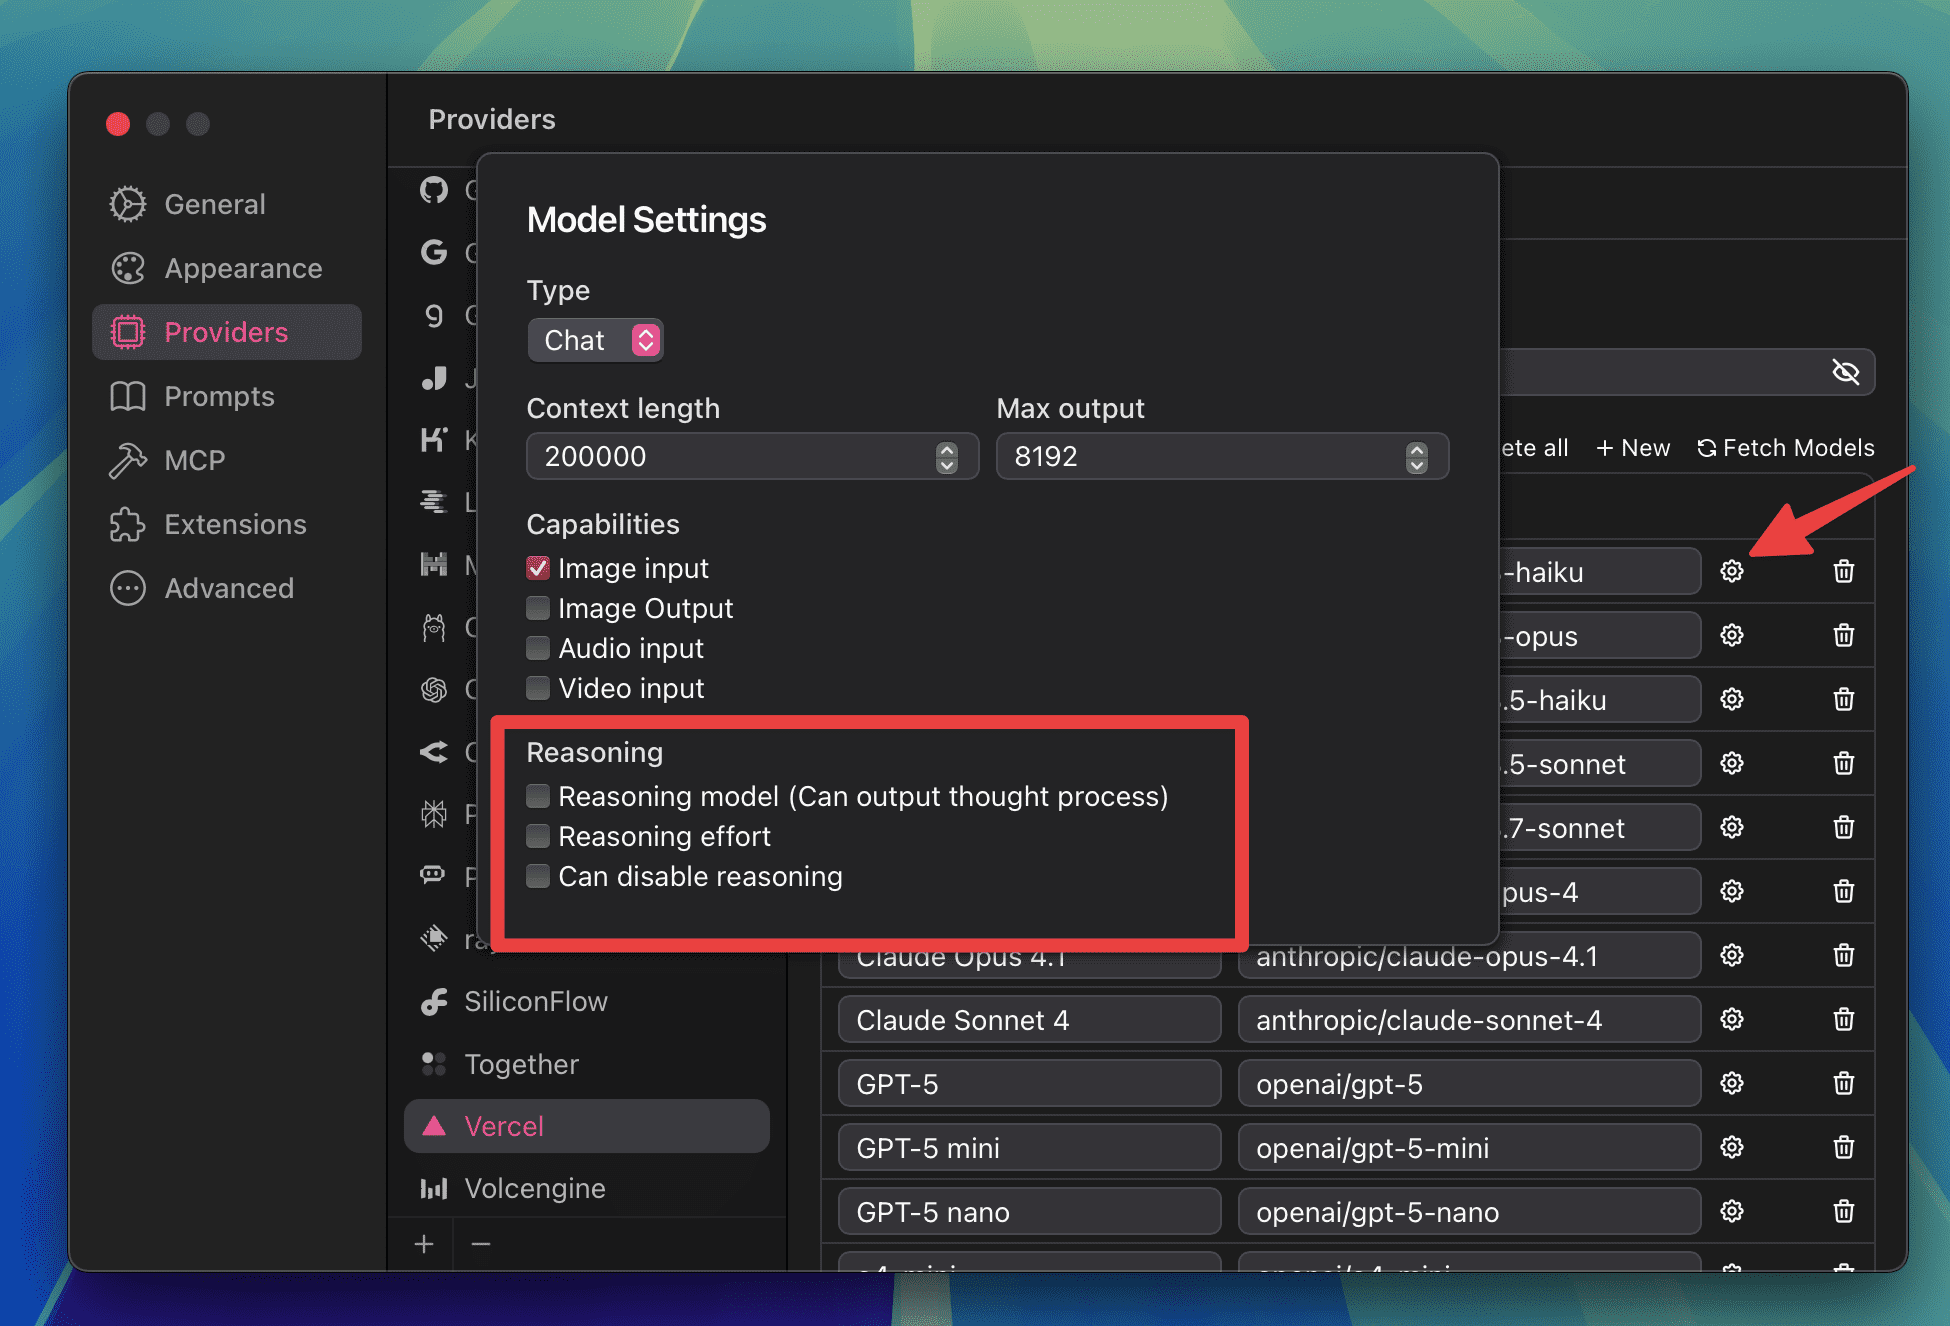 Providers
General
Appearance
Providers
Prompts
MCP
Extensions
Advanced
Model Settings
Type
Chat
Context length
Max output
200000
8192
Capabilities
Image input
Image Output
Audio input
Video input
Reasoning
Reasoning model (Can output thought process)
Reasoning effort
Can disable reasoning
SiliconFlow
Together
Vercel
Volcengine
ete all
New
Fetch Models
-haiku
-opus
.5-haiku
.5-sonnet
.7-sonnet
pus-4
Claude Opus 4.1
anthropic/claude-opus-4.1
Claude Sonnet 4
anthropic/claude-sonnet-4
GPT-5
openai/gpt-5
GPT-5 mini
openai/gpt-5-mini
GPT-5 nano
openai/gpt-5-nano